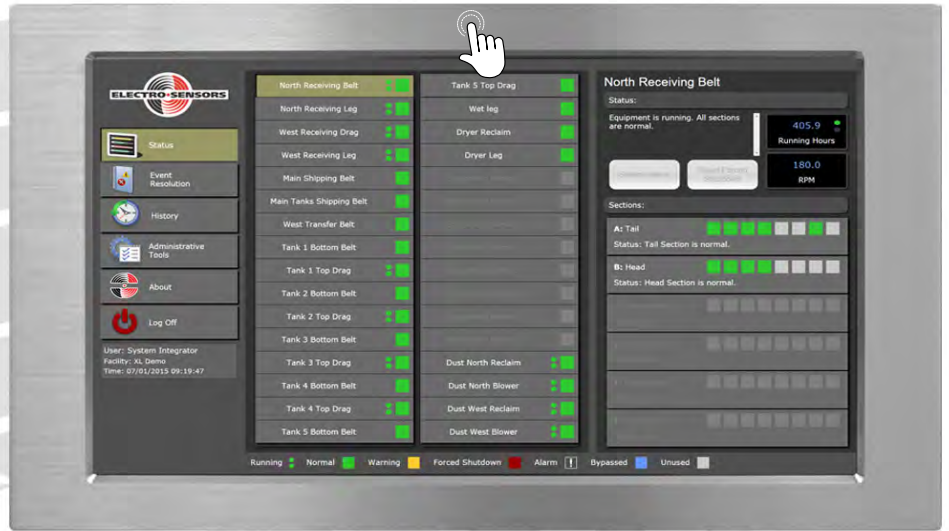 ELECTRO-SENSORS
Status
Event
Resolution
History
Administrative
Tools
About
Log Off
User: System Integrator
Facility: XL Demo
Time: 07/01/2015 09:19:47
North Receiving Belt
North Receiving Leg
West Receiving Drag
West Receiving Leg
Main Shipping Belt
Main Tanks Shipping Belt
West Transfer Belt
Tank 1 Bottom Belt
Tank 1 Top Drag
Tank 2 Bottom Belt
Tank 2 Top Drag
Tank 3 Bottom Belt
Tank 3 Top Drag
Tank 4 Bottom Belt
Tank 4 Top Drag
Tank 5 Bottom Belt
Tank 5 Top Drag
Wet leg
Dryer Reclaim
Dryer Leg
Dust North Reclaim
Dust North Blower
Dust West Reclaim
Dust West Blower
North Receiving Belt
Status:
Equipment is running. All sections
are normal.
405.9
Running Hours
180.0
RPM
Sections:
A: Tail
Status: Tail Section is normal.
B: Head
Status: Head Section is normal.
Running Normal Warning Forced Shutdown Alarm ! Bypassed Unused